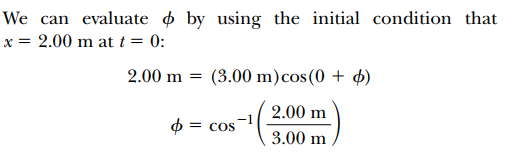 We can evaluate ϕ by using the initial condition that
x = 2.00 m at t = 0:
2.00 m = (3.00 m)cos(0 + ϕ)
ϕ = cos⁻¹(2.00 m / 3.00 m)